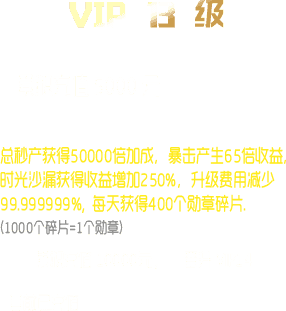 VIP 召 级
总秒产获得50000倍加成, 暴击产生65倍收益,
时光沙漏获得收益增加250%, 升级费用减少
99.999999%, 每天获得400个勋章碎片.
(1000个碎片=1个勋章)